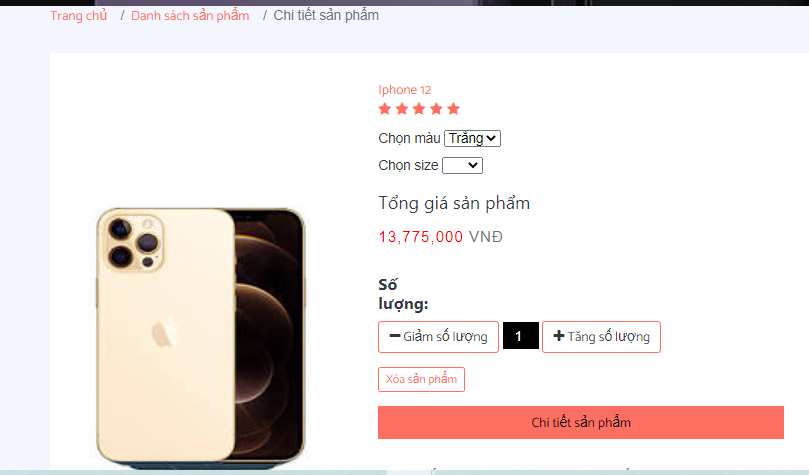 Trang chủ / Danh sách sản phẩm / Chi tiết sản phẩm
Iphone 12
Chọn màu Trắng
Chọn size
Tổng giá sản phẩm
13,775,000 VNĐ
Số
lượng:
Giảm số lượng 1 Tăng số lượng
Xóa sản phẩm
Chi tiết sản phẩm